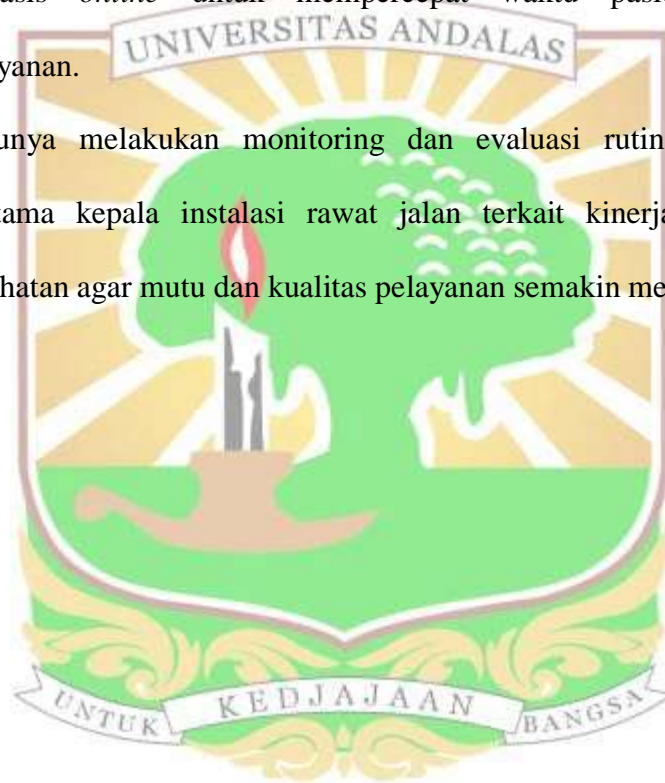 asis online untuk mempercepat waktu pasi
UNIVERSITAS ANDALAS
yanan.
unya melakukan monitoring dan evaluasi rutin
tama kepala instalasi rawat jalan terkait kinerja
hatan agar mutu dan kualitas pelayanan semakin me
UNTUK KEDJAJAAN BANGSA